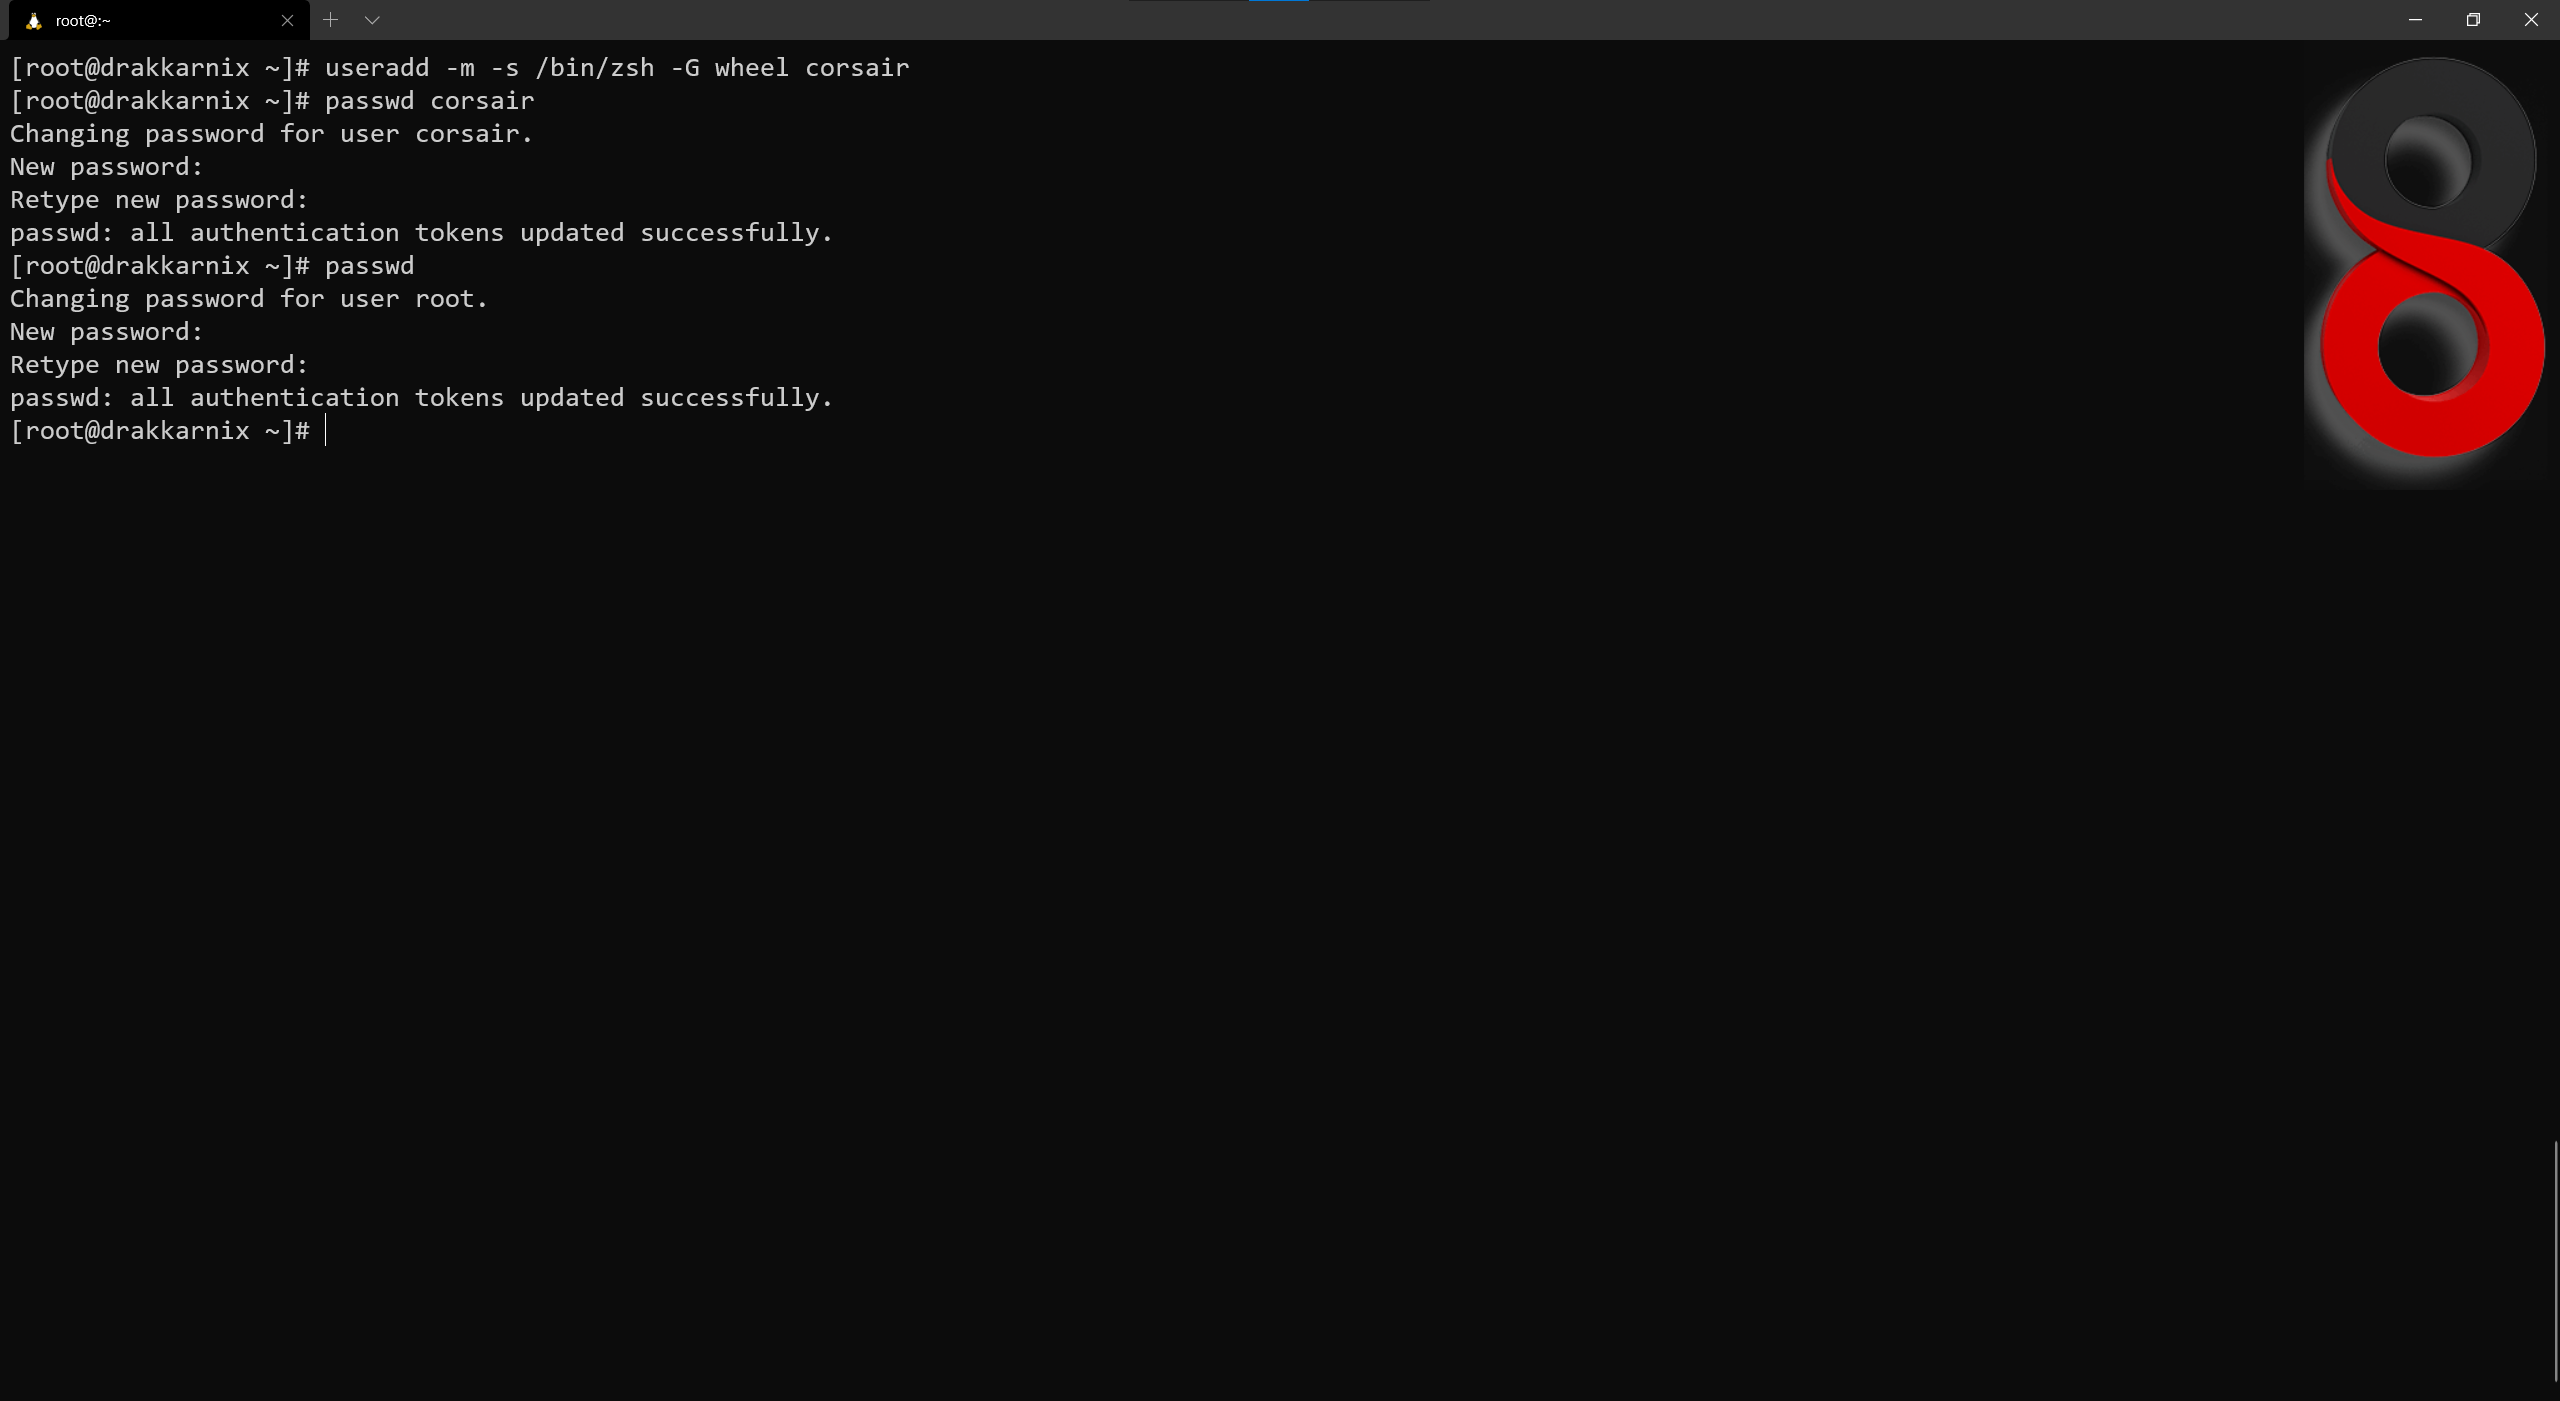 root@:~
[root@drakkarnix ~]# useradd -m -s /bin/zsh -G wheel corsair
[root@drakkarnix ~]# passwd corsair
Changing password for user corsair.
New password:
Retype new password:
passwd: all authentication tokens updated successfully.
[root@drakkarnix ~]# passwd
Changing password for user root.
New password:
Retype new password:
passwd: all authentication tokens updated successfully.
[root@drakkarnix ~]#
8